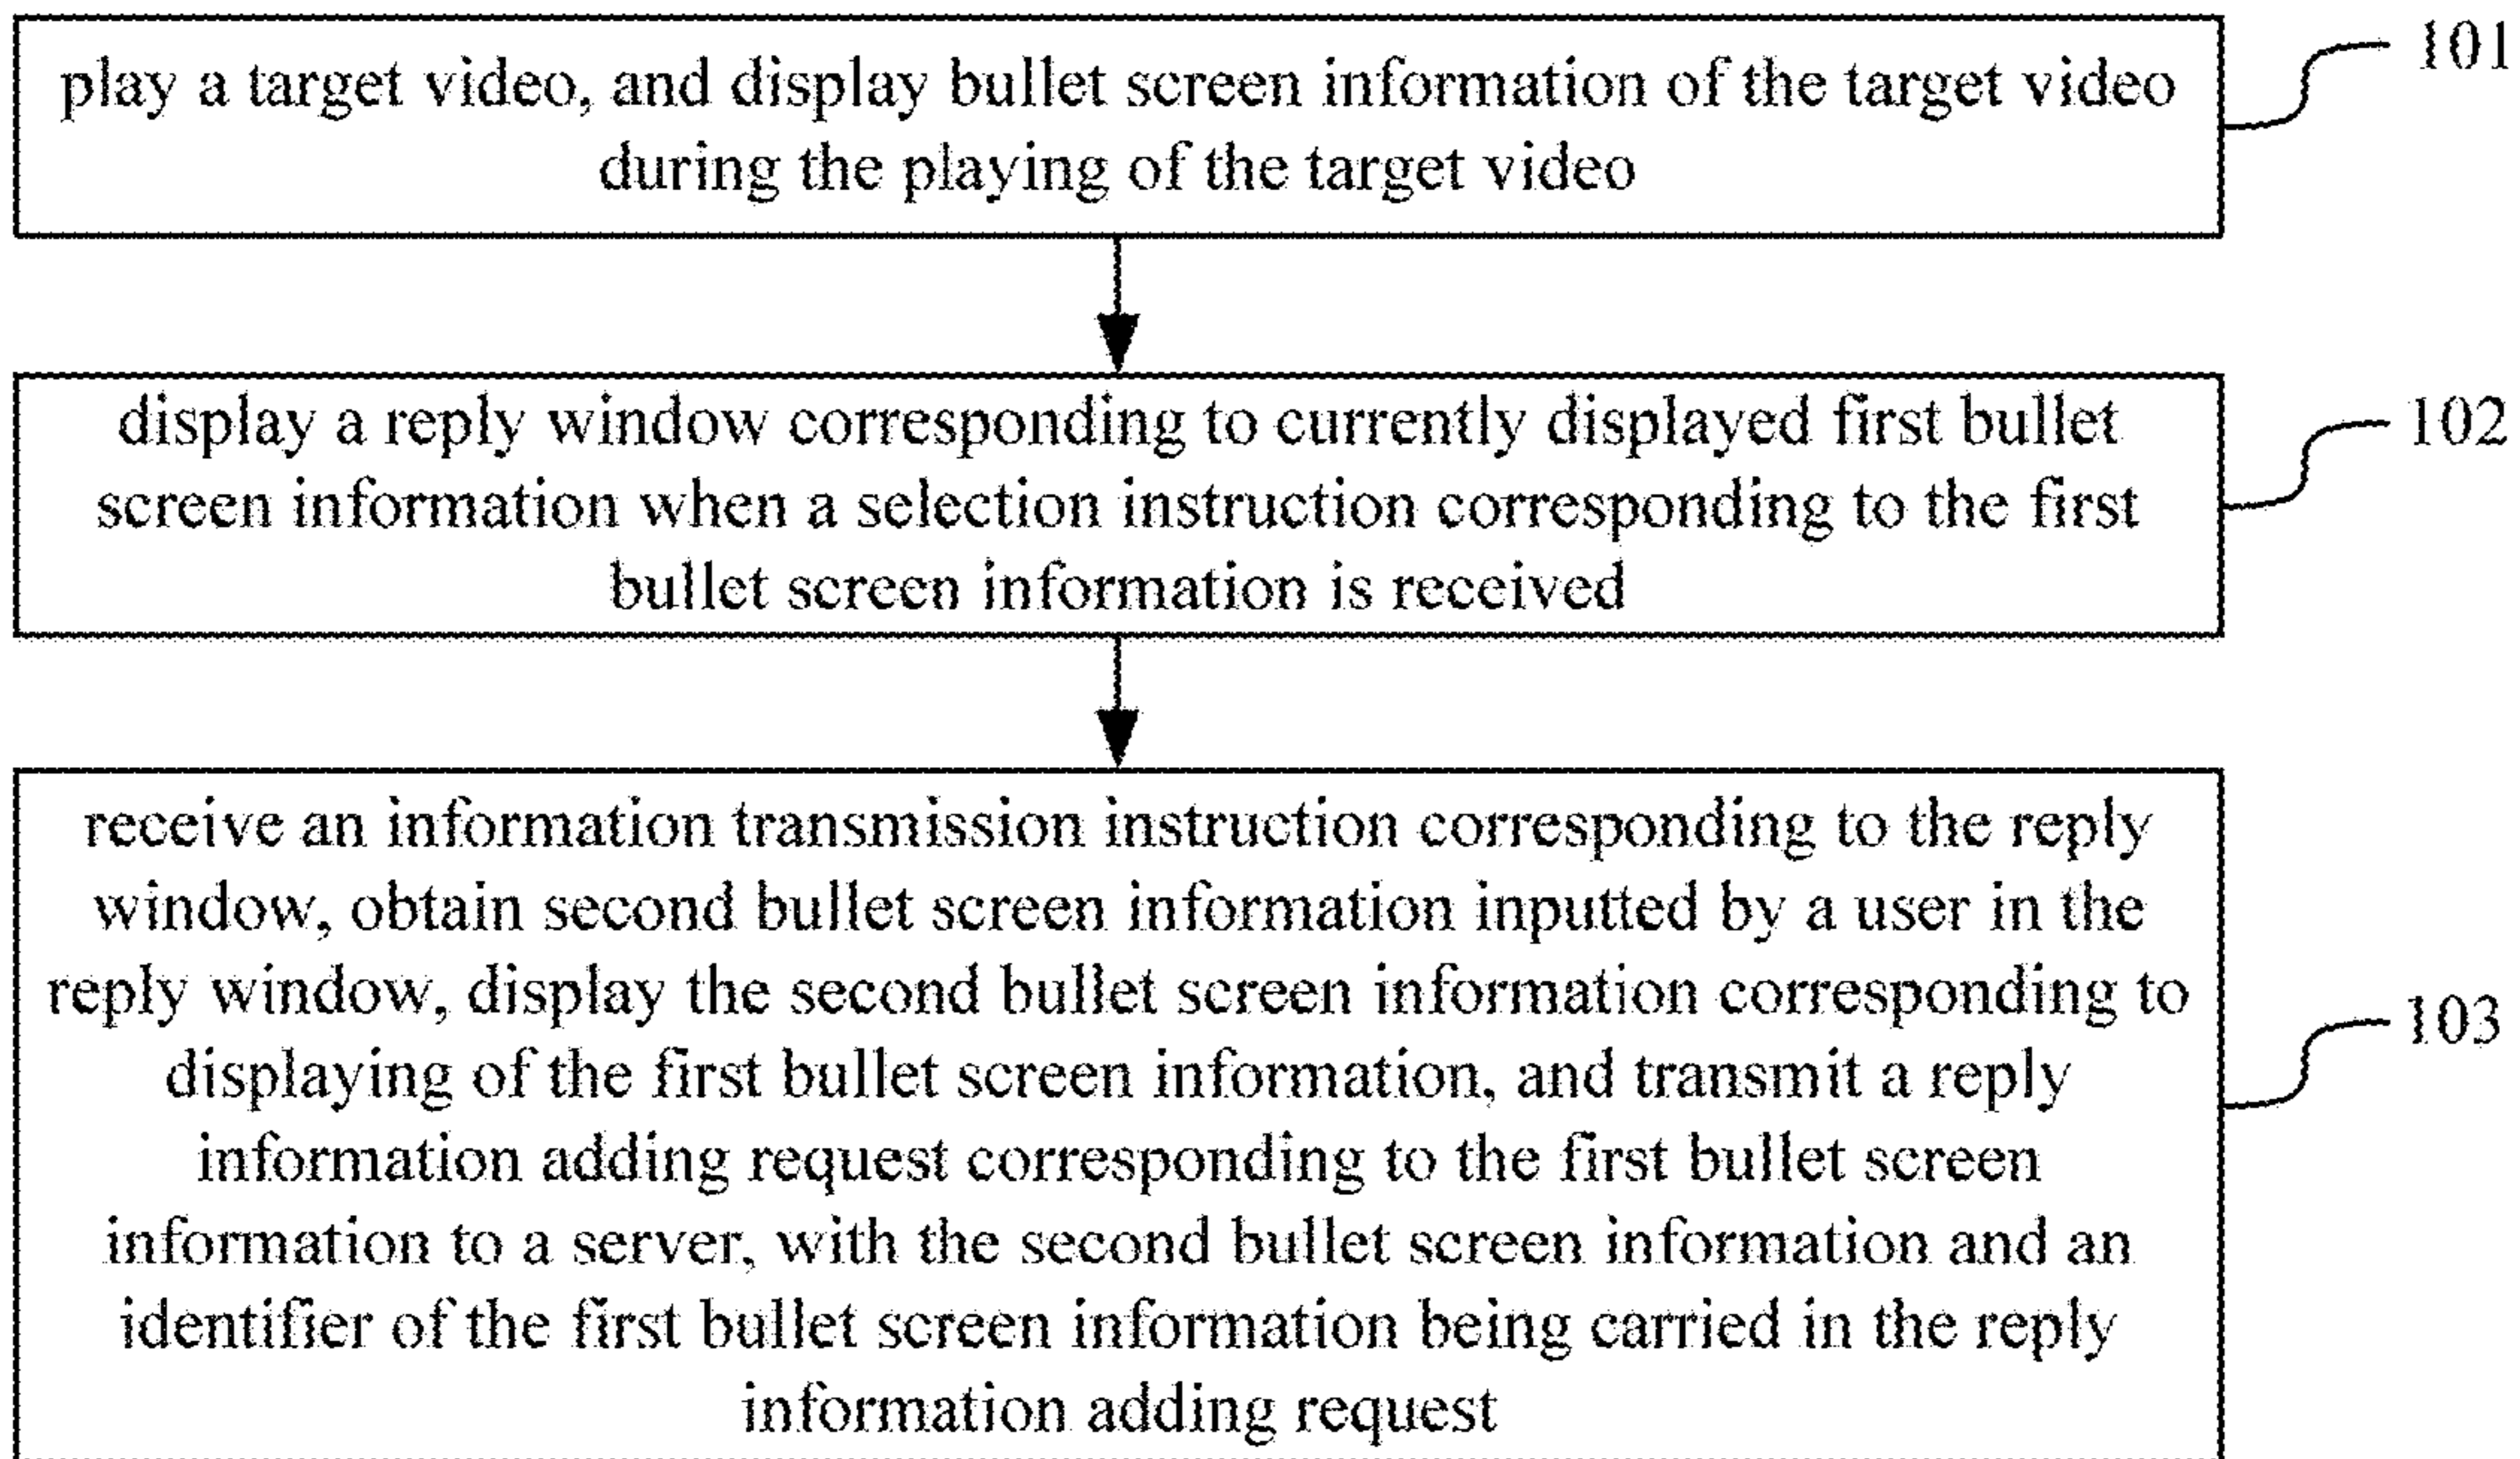 play a target video, and display bullet screen information of the target video
during the playing of the target video
101
display a reply window corresponding to currently displayed first bullet
screen information when a selection instruction corresponding to the first
bullet screen information is received
102
receive an information transmission instruction corresponding to the reply
window, obtain second bullet screen information inputted by a user in the
reply window, display the second bullet screen information corresponding to
displaying of the first bullet screen information, and transmit a reply
information adding request corresponding to the first bullet screen
information to a server, with the second bullet screen information and an
identifier of the first bullet screen information being carried in the reply
information adding request
103